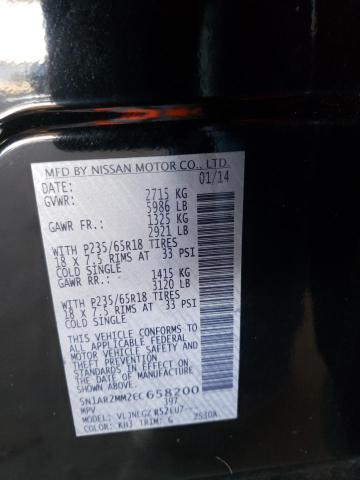 MFD BY NISSAN MOTOR CO., LTD.
DATE: 01/14
GVWR: 2715 KG
5986 LB
GAWR FR.: 1325 KG
2921 LB
WITH P235/65R18 TIRES
18 X 7.5 RIMS AT 33 PSI
COLD SINGLE
GAWR RR.: 1415 KG
3120 LB
WITH P235/65R18 TIRES
18 X 7.5 RIMS AT 33 PSI
COLD SINGLE
THIS VEHICLE CONFORMS TO ALL
APPLICABLE FEDERAL MOTOR
VEHICLE SAFETY AND
THEFT PREVENTION
STANDARDS IN EFFECT ON
THE DATE OF MANUFACTURE
SHOWN ABOVE.
5N1AR2MM2EC658200
MPV 397
MODEL:
COLOR: KH3 TRIM: G